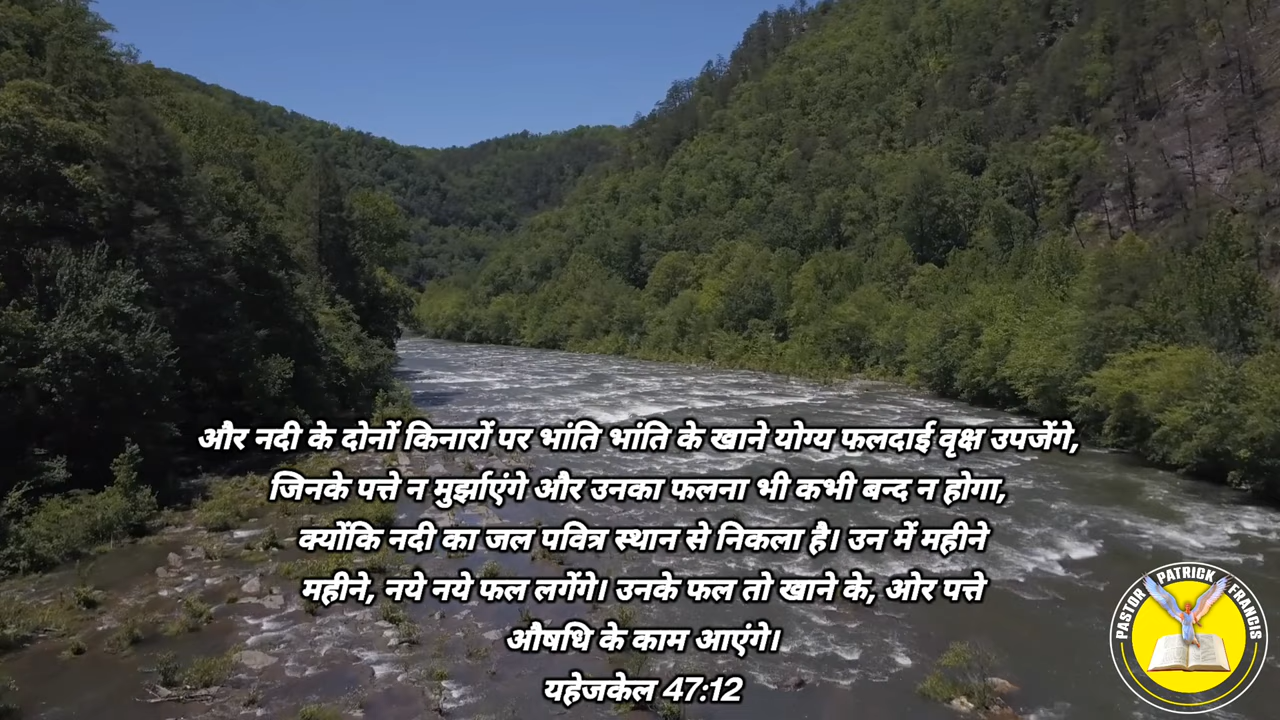 और नदी के दोनों किनारों पर भांति भांति के खाने योग्य फलदाई वृक्ष उपजेंगे,
जिनके पत्ते न मुर्झाएंगे और उनका फलना भी कभी बन्द न होगा,
क्योंकि नदी का जल पवित्र स्थान से निकला है। उन में महीने
महीने, नये नये फल लगेंगे। उनके फल तो खाने के, ओर पत्ते
औषधि के काम आएंगे।
यहेजकेल 47:12
PASTOR PATRICK FRANCIS